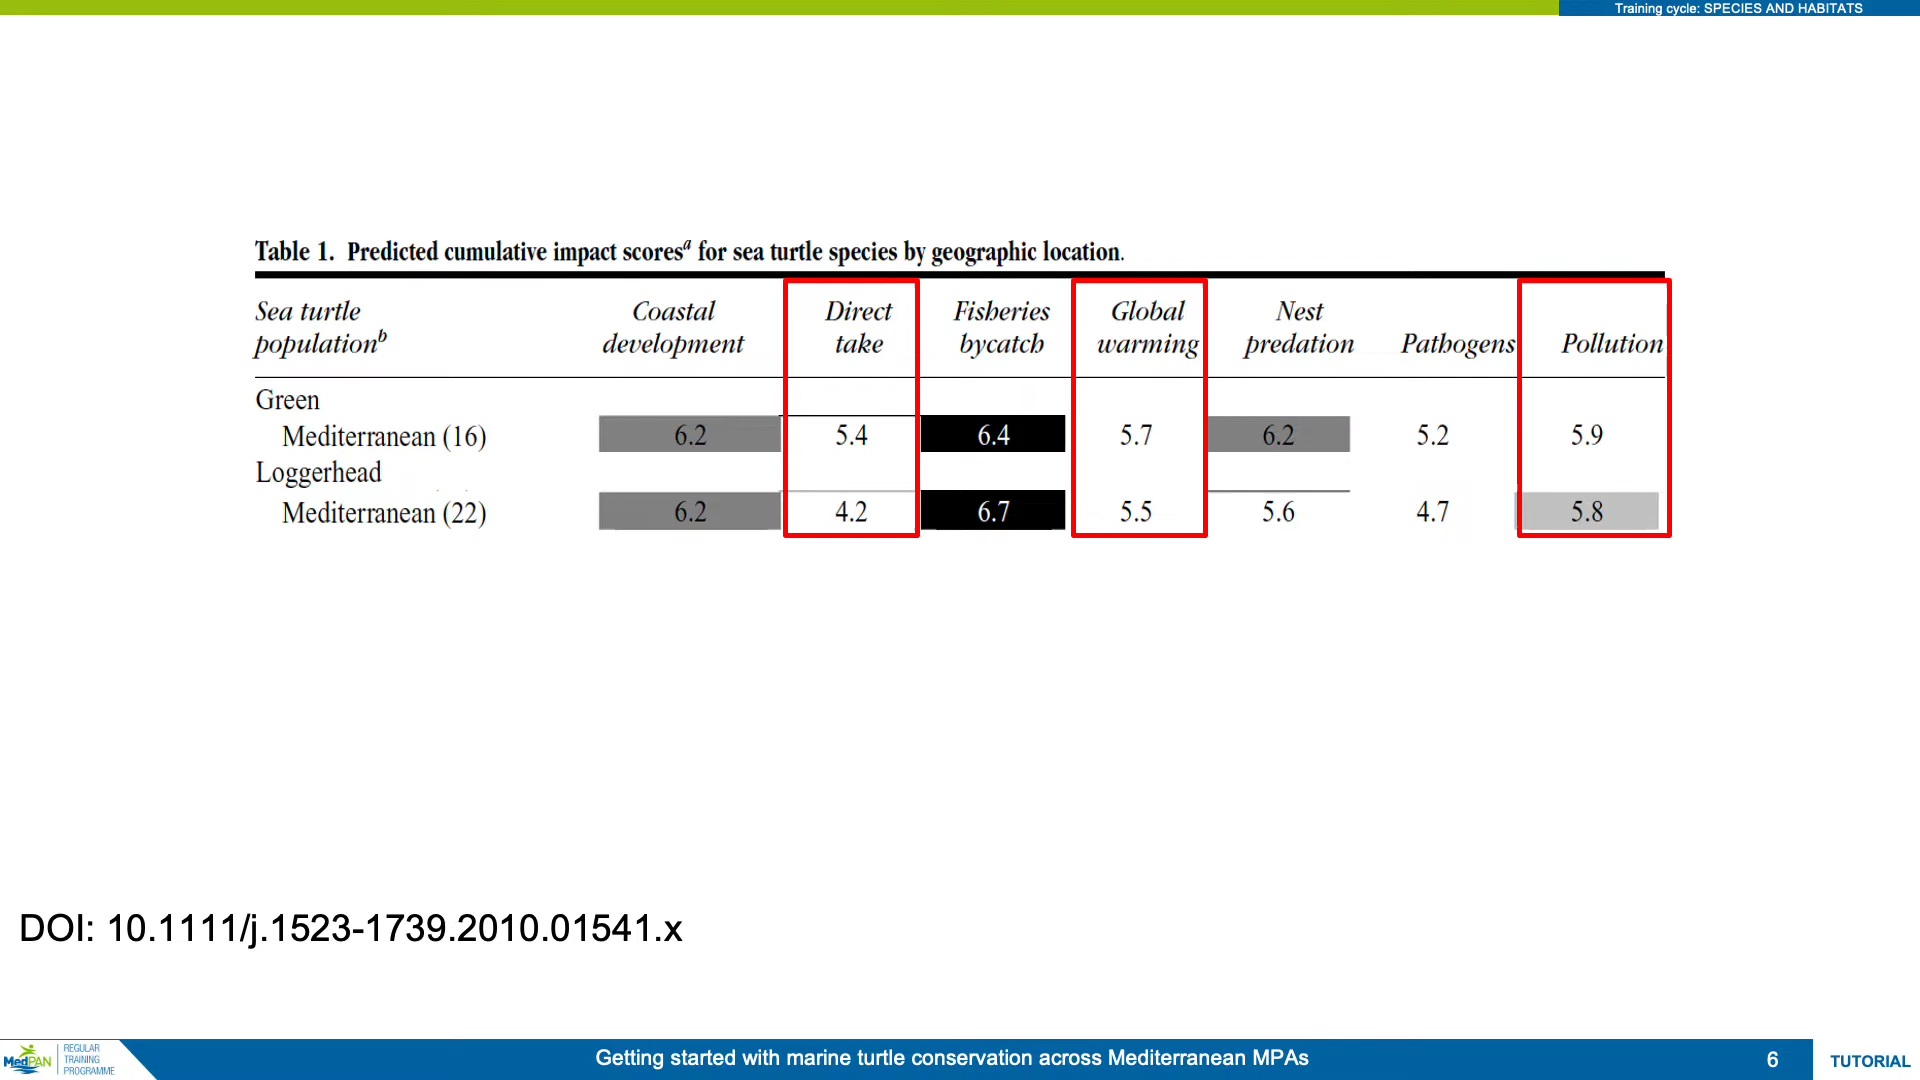 Training cycle: SPECIES AND HABITATS
Table 1. Predicted cumulative impact scoresᵃ for sea turtle species by geographic location.
Sea turtle populationᵇ Coastal development Direct take Fisheries bycatch Global warming Nest predation Pathogens Pollution
Green
Mediterranean (16) 6.2 5.4 6.4 5.7 6.2 5.2 5.9
Loggerhead
Mediterranean (22) 6.2 4.2 6.7 5.5 5.6 4.7 5.8
DOI: 10.1111/j.1523-1739.2010.01541.x
MedPAN
REGULAR
TRAINING
PROGRAMME
Getting started with marine turtle conservation across Mediterranean MPAs
6
TUTORIAL